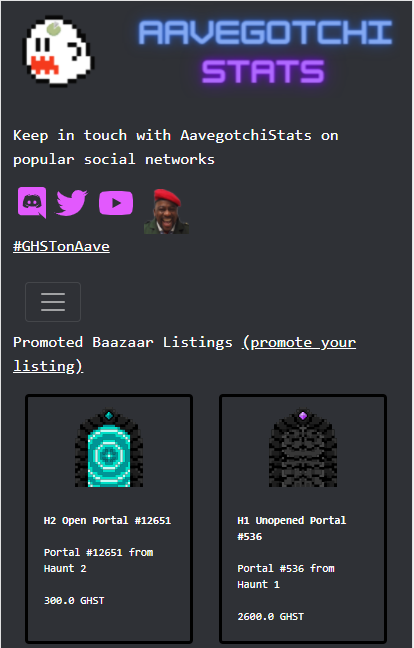 AAVEGOTCHI
STATS
Keep in touch with AavegotchiStats on
popular social networks
#GHSTonAave
Promoted Baazaar Listings (promote your
listing)
H2 Open Portal #12651
Portal #12651 from
Haunt 2
300.0 GHST
H1 Unopened Portal
#536
Portal #536 from
Haunt 1
2600.0 GHST